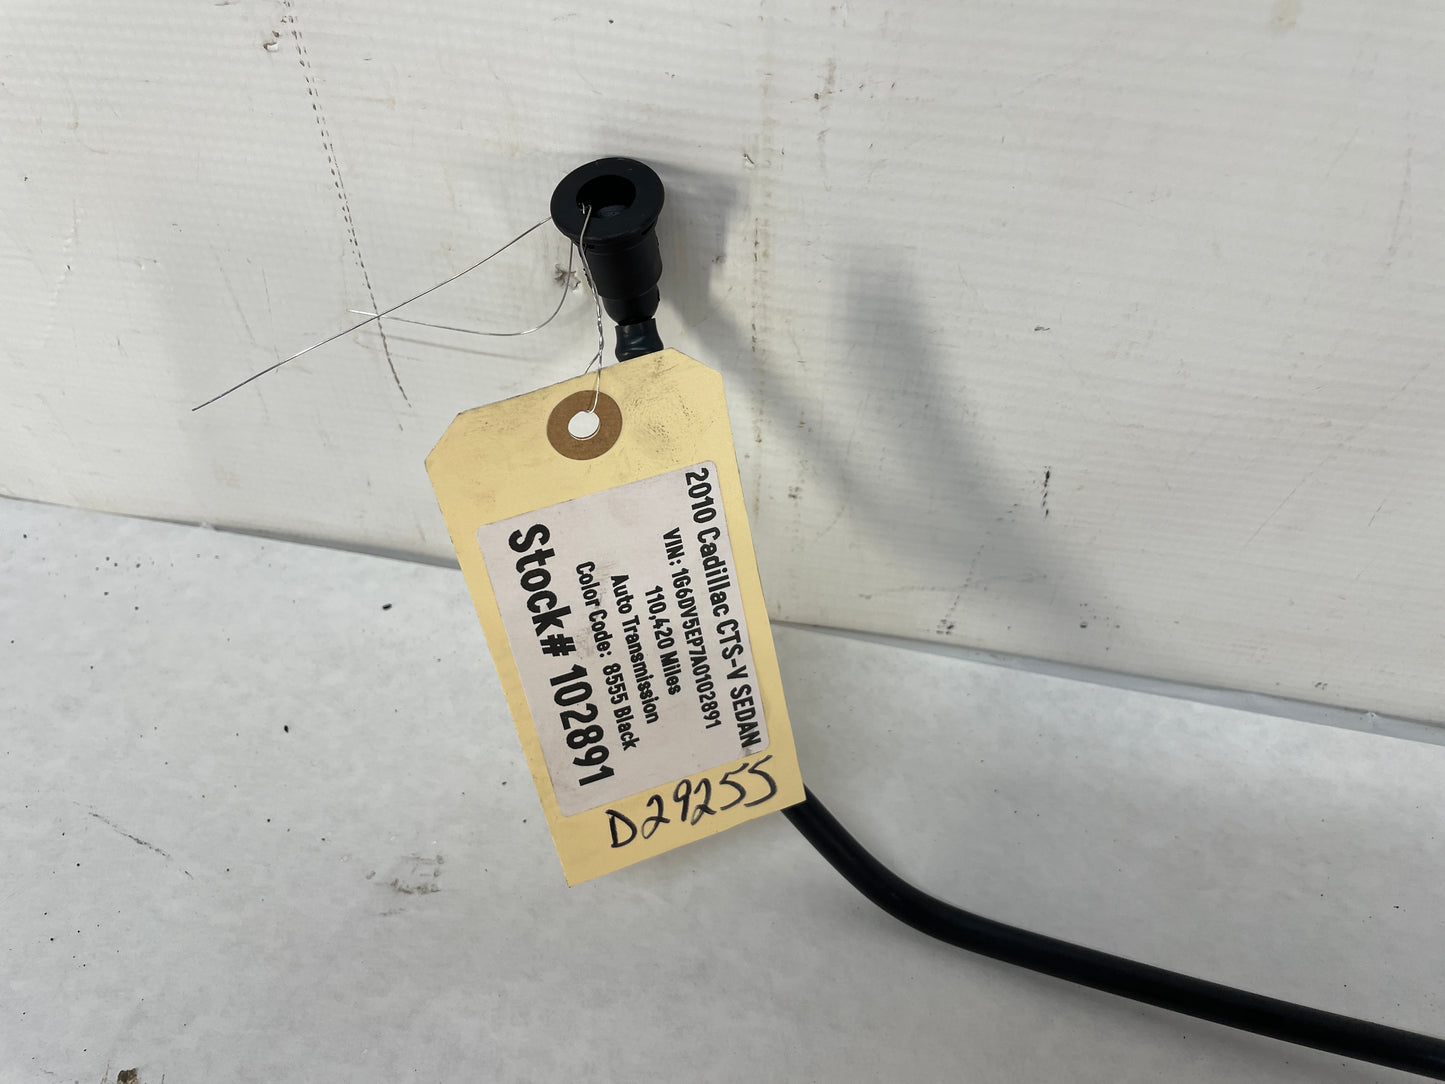 2010 Cadillac CTS-V SEDAN
VIN: 1G6DV5EP7A0102891
110,420 Miles
Auto Transmission
Color Code: 8555 Black
Stock# 102891
D29255